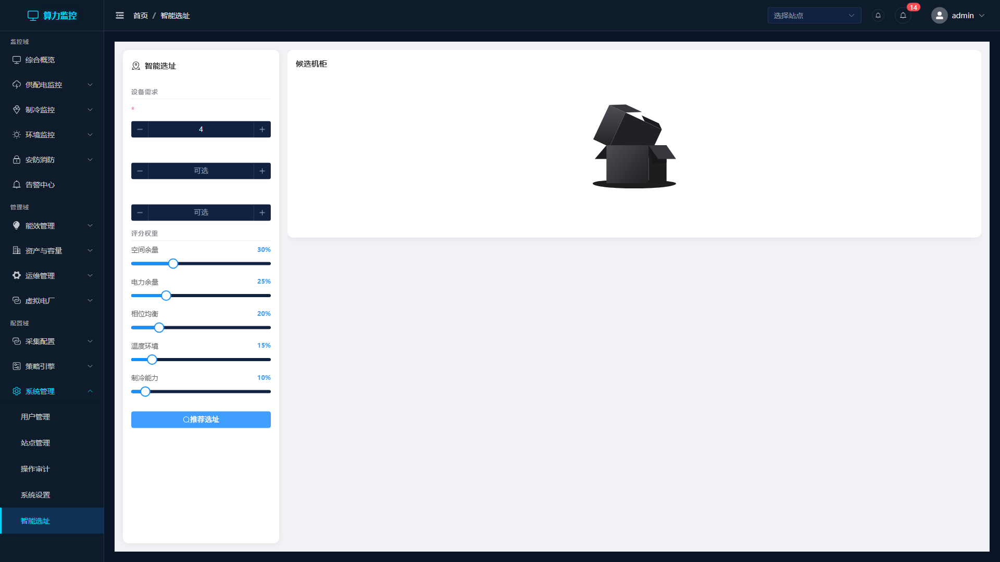 算力监控
首页 / 智能选址
选择站点
14
admin
监控域
综合概览
供配电监控
制冷监控
环境监控
安防消防
告警中心
管理域
能效管理
资产与容量
运维管理
虚拟电厂
配置域
采集配置
策略引擎
系统管理
用户管理
站点管理
操作审计
系统设置
智能选址
智能选址
设备需求
*
4
可选
可选
评分权重
空间余量 30%
电力余量 25%
相位均衡 20%
温度环境 15%
制冷能力 10%
推荐选址
候选机柜